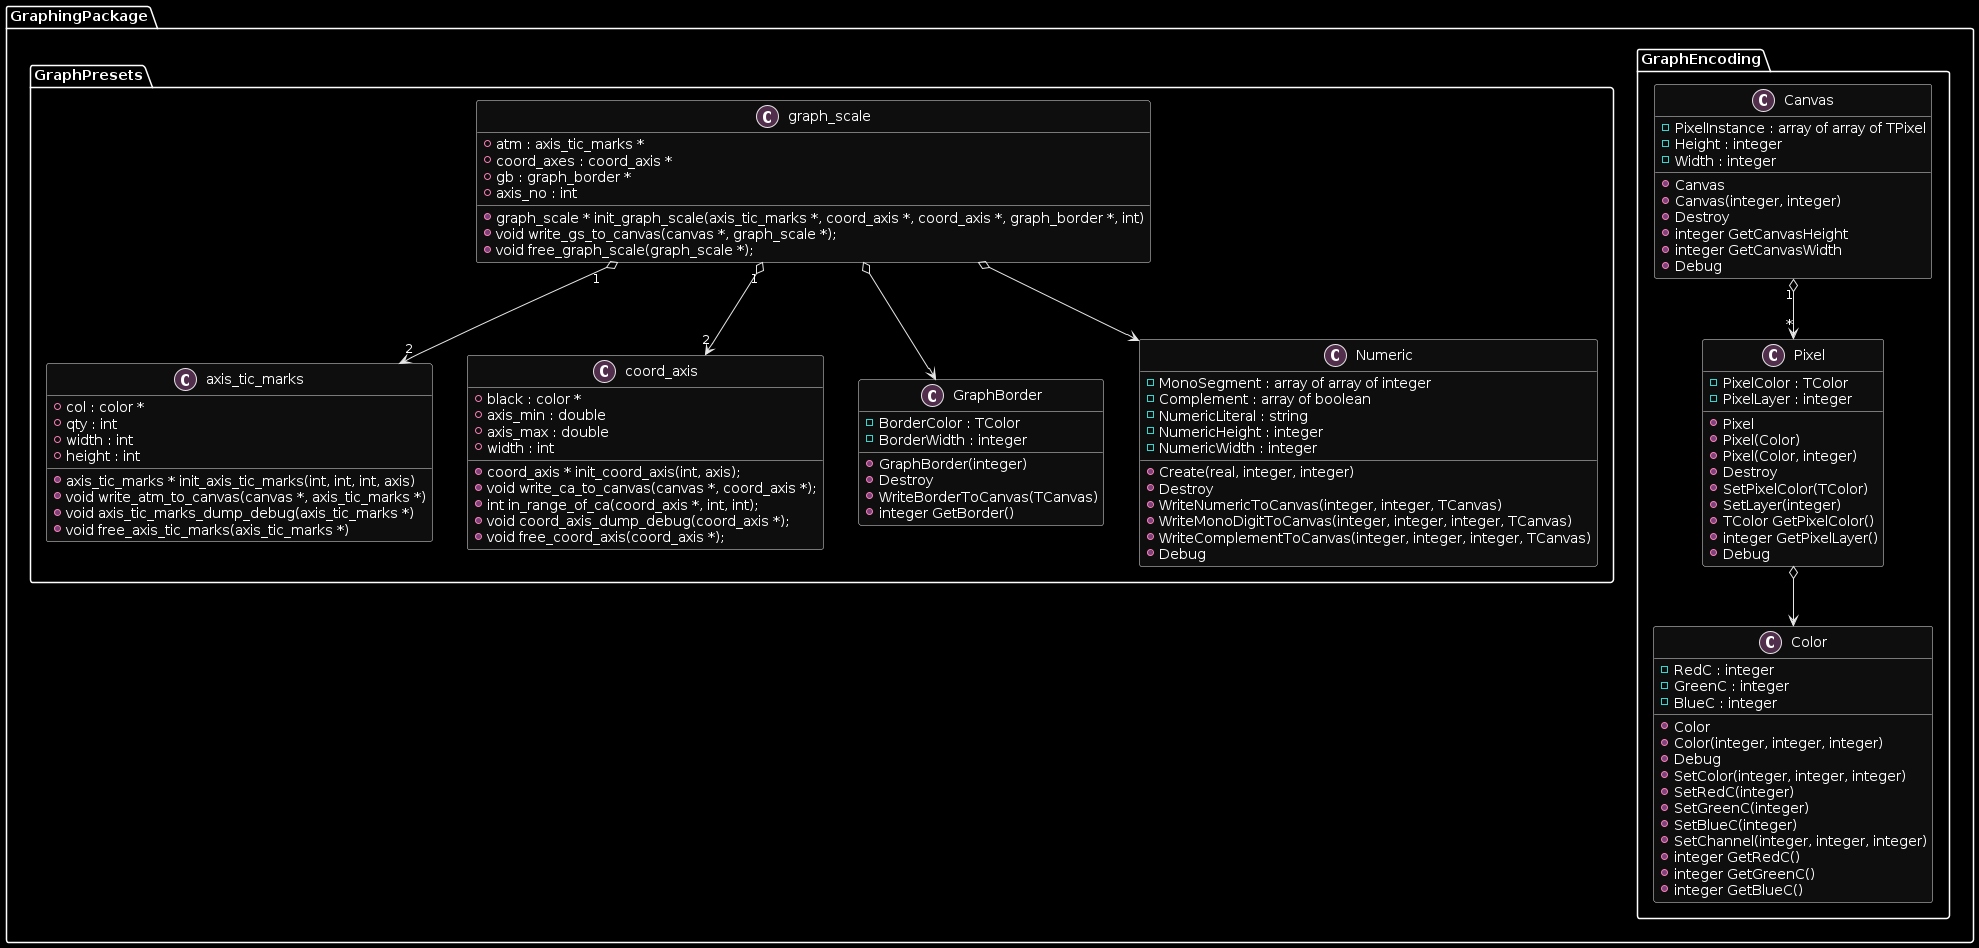 GraphingPackage
GraphPresets
C graph_scale
atm : axis_tic_marks *
coord_axes : coord_axis *
gb : graph_border *
axis_no : int
graph_scale * init_graph_scale(axis_tic_marks *, coord_axis *, coord_axis *, graph_border *, int)
void write_gs_to_canvas(canvas *, graph_scale *);
void free_graph_scale(graph_scale *);
1
2
1
2
C axis_tic_marks
col : color *
qty : int
width : int
height : int
axis_tic_marks * init_axis_tic_marks(int, int, int, axis)
void write_atm_to_canvas(canvas *, axis_tic_marks *)
void axis_tic_marks_dump_debug(axis_tic_marks *)
void free_axis_tic_marks(axis_tic_marks *)
C coord_axis
black : color *
axis_min : double
axis_max : double
width : int
coord_axis * init_coord_axis(int, axis);
void write_ca_to_canvas(canvas *, coord_axis *);
int in_range_of_ca(coord_axis *, int, int);
void coord_axis_dump_debug(coord_axis *);
void free_coord_axis(coord_axis *);
C GraphBorder
BorderColor : TColor
BorderWidth : integer
GraphBorder(integer)
Destroy
WriteBorderToCanvas(TCanvas)
integer GetBorder()
C Numeric
MonoSegment : array of array of integer
Complement : array of boolean
NumericLiteral : string
NumericHeight : integer
NumericWidth : integer
Create(real, integer, integer)
Destroy
WriteNumericToCanvas(integer, integer, TCanvas)
WriteMonoDigitToCanvas(integer, integer, integer, TCanvas)
WriteComplementToCanvas(integer, integer, integer, TCanvas)
Debug
GraphEncoding
C Canvas
PixelInstance : array of array of TPixel
Height : integer
Width : integer
Canvas
Canvas(integer, integer)
Destroy
integer GetCanvasHeight
integer GetCanvasWidth
Debug
1
*
C Pixel
PixelColor : TColor
PixelLayer : integer
Pixel
Pixel(Color)
Pixel(Color, integer)
Destroy
SetPixelColor(TColor)
SetLayer(integer)
TColor GetPixelColor()
integer GetPixelLayer()
Debug
C Color
RedC : integer
GreenC : integer
BlueC : integer
Color
Color(integer, integer, integer)
Debug
SetColor(integer, integer, integer)
SetRedC(integer)
SetGreenC(integer)
SetBlueC(integer)
SetChannel(integer, integer, integer)
integer GetRedC()
integer GetGreenC()
integer GetBlueC()